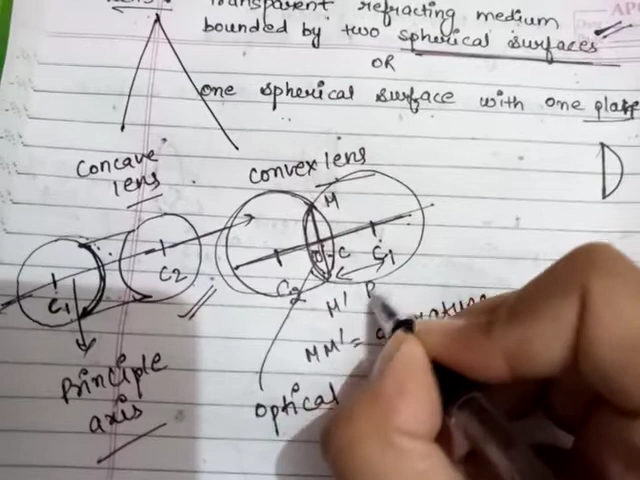 Transparent refracting medium
bounded by two spherical surfaces
OR
one spherical surface with one plane
Concave
lens
Convex lens
M
C1
C2
C2
C
C1
M'
MM' =
Principle
axis
Optical